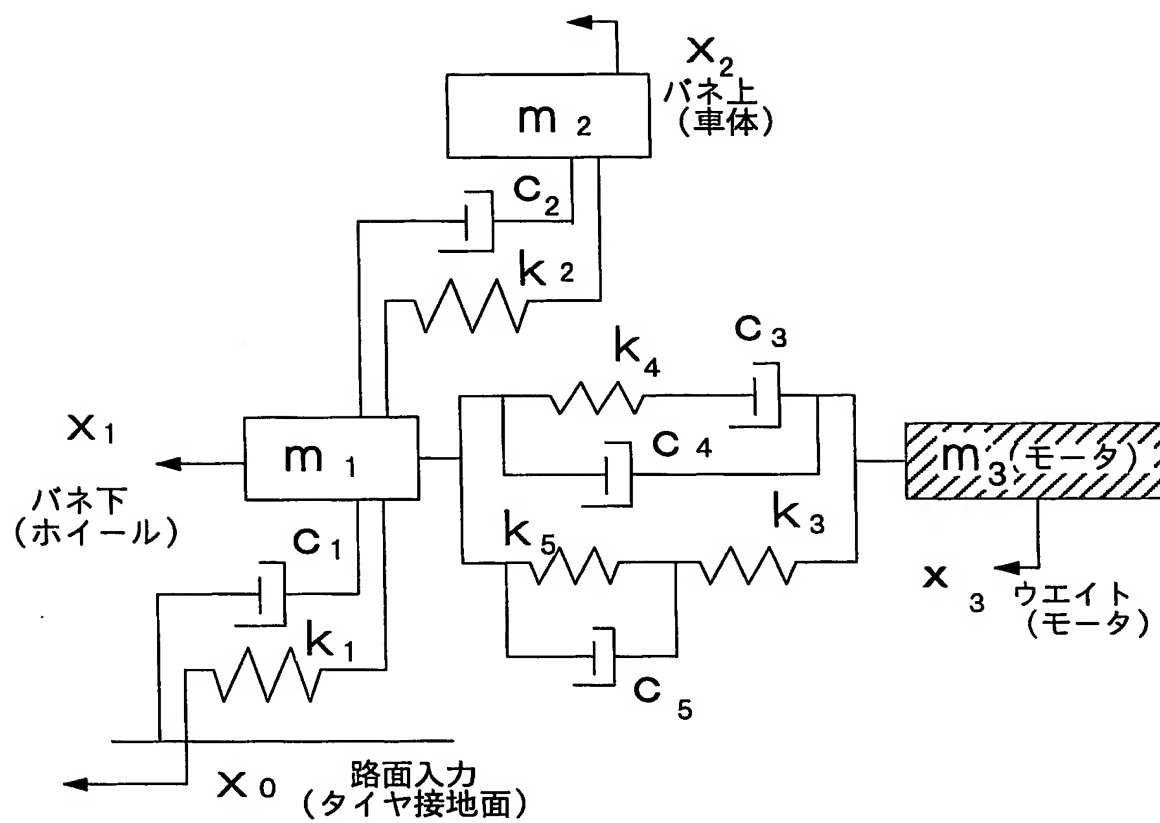 x₂
バネ上
(車体)
m₂
c₂
k₂
c₃
k₄
x₁
m₁
c₄
m₃(モータ)
バネ下
(ホイール)
k₅
k₃
c₁
x₃
ウエイト
(モータ)
k₁
c₅
x₀
路面入力
(タイヤ接地面)